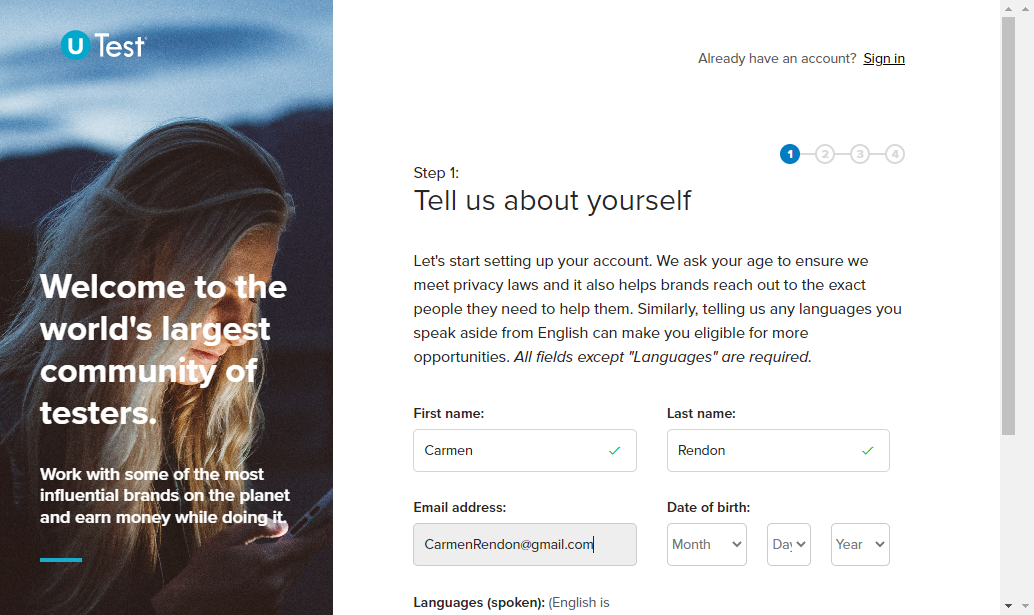 U Test
Welcome to the
world's largest
community of
testers.
Work with some of the most
influential brands on the planet
and earn money while doing it.
Already have an account? Sign in
1 2 3 4
Step 1:
Tell us about yourself
Let's start setting up your account. We ask your age to ensure we
meet privacy laws and it also helps brands reach out to the exact
people they need to help them. Similarly, telling us any languages you
speak aside from English can make you eligible for more
opportunities. All fields except "Languages" are required.
First name: Last name:
Carmen Rendon
Email address: Date of birth:
CarmenRendon@gmail.com Month Day Year
Languages (spoken): (English is